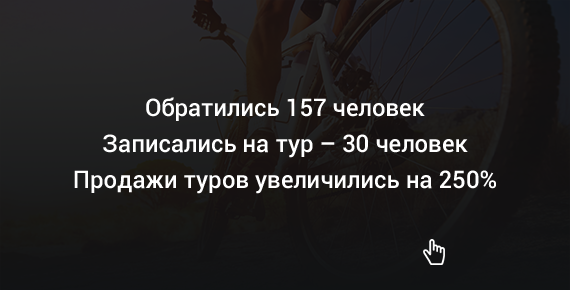 Обратились 157 человек
Записались на тур – 30 человек
Продажи туров увеличились на 250%